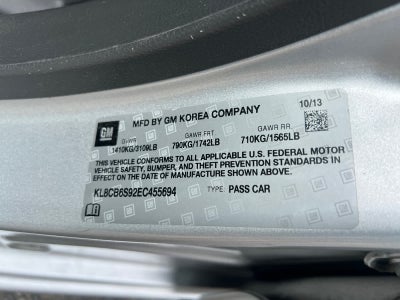 GM
MFD BY GM KOREA COMPANY
10/13
GVWR GAWR FRT. GAWR RR.
1410KG/3109LB 790KG/1742LB 710KG/1565LB
THIS VEHICLE CONFORMS TO ALL APPLICABLE U.S. FEDERAL MOTOR
VEHICLE SAFETY, BUMPER, AND THEFT PREVENTION STANDARDS IN
EFFECT ON THE DATE OF MANUFACTURE SHOWN ABOVE.
KL8CB6S92EC455694 TYPE: PASS CAR